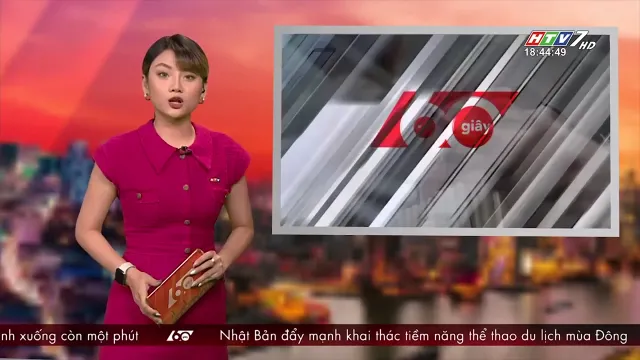 HTV7 HD
18:44:49
60 giây
nh xuống còn một phút 60 Nhật Bản đẩy mạnh khai thác tiềm năng thể thao du lịch mùa Đông